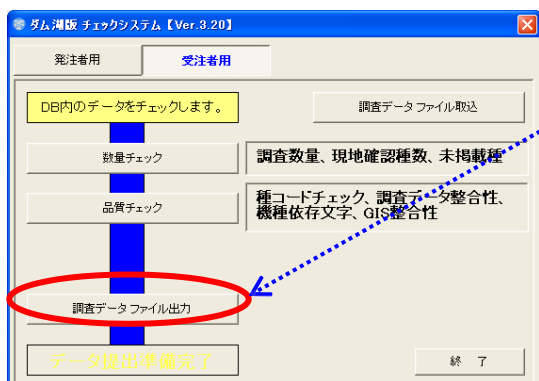 ダム湖版 チェックシステム【Ver.3.20】
発注者用
受注者用
DB内のデータをチェックします。
調査データファイル取込
数量チェック
調査数量、現地確認種数、未掲載種
品質チェック
種コードチェック、調査データ整合性、
機種依存文字、GIS整合性
調査データファイル出力
データ提出準備完了
終 了